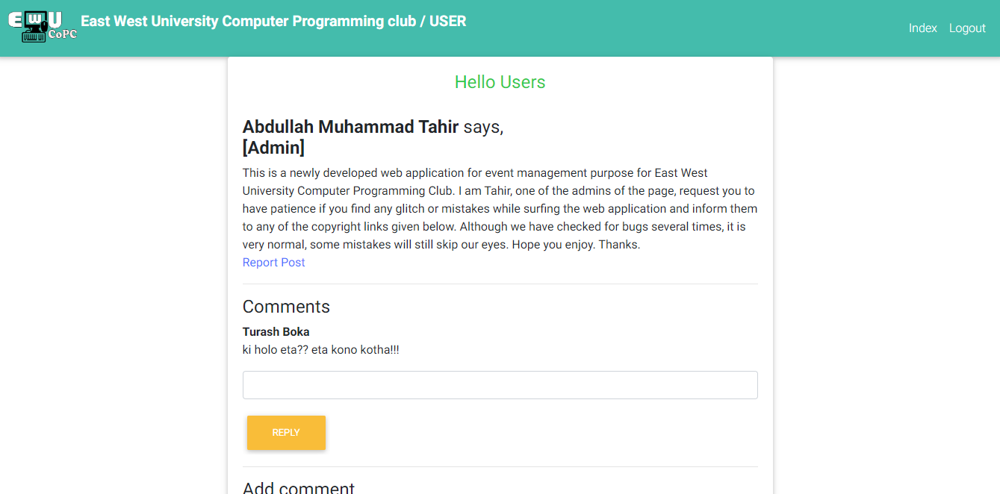 EWU
CoPC
East West University Computer Programming club / USER
Index Logout
Hello Users
Abdullah Muhammad Tahir says,
[Admin]
This is a newly developed web application for event management purpose for East West
University Computer Programming Club. I am Tahir, one of the admins of the page, request you to
have patience if you find any glitch or mistakes while surfing the web application and inform them
to any of the copyright links given below. Although we have checked for bugs several times, it is
very normal, some mistakes will still skip our eyes. Hope you enjoy. Thanks.
Report Post
Comments
Turash Boka
ki holo eta?? eta kono kotha!!!
REPLY
Add comment